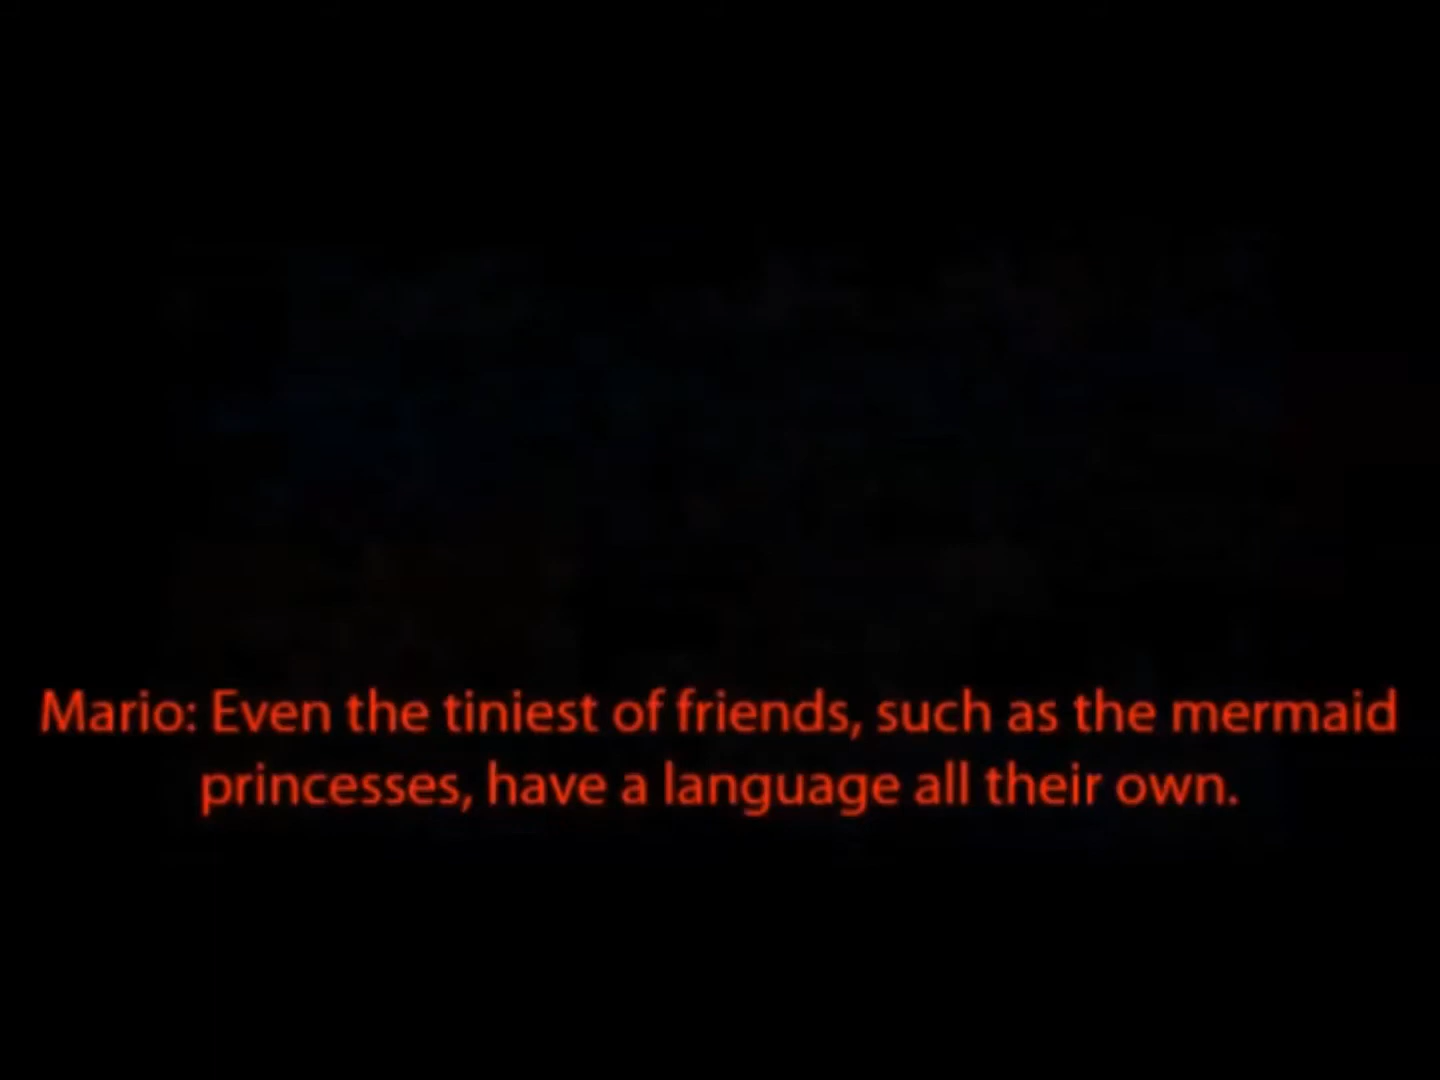 Mario: Even the tiniest of friends, such as the mermaid
princesses, have a language all their own.